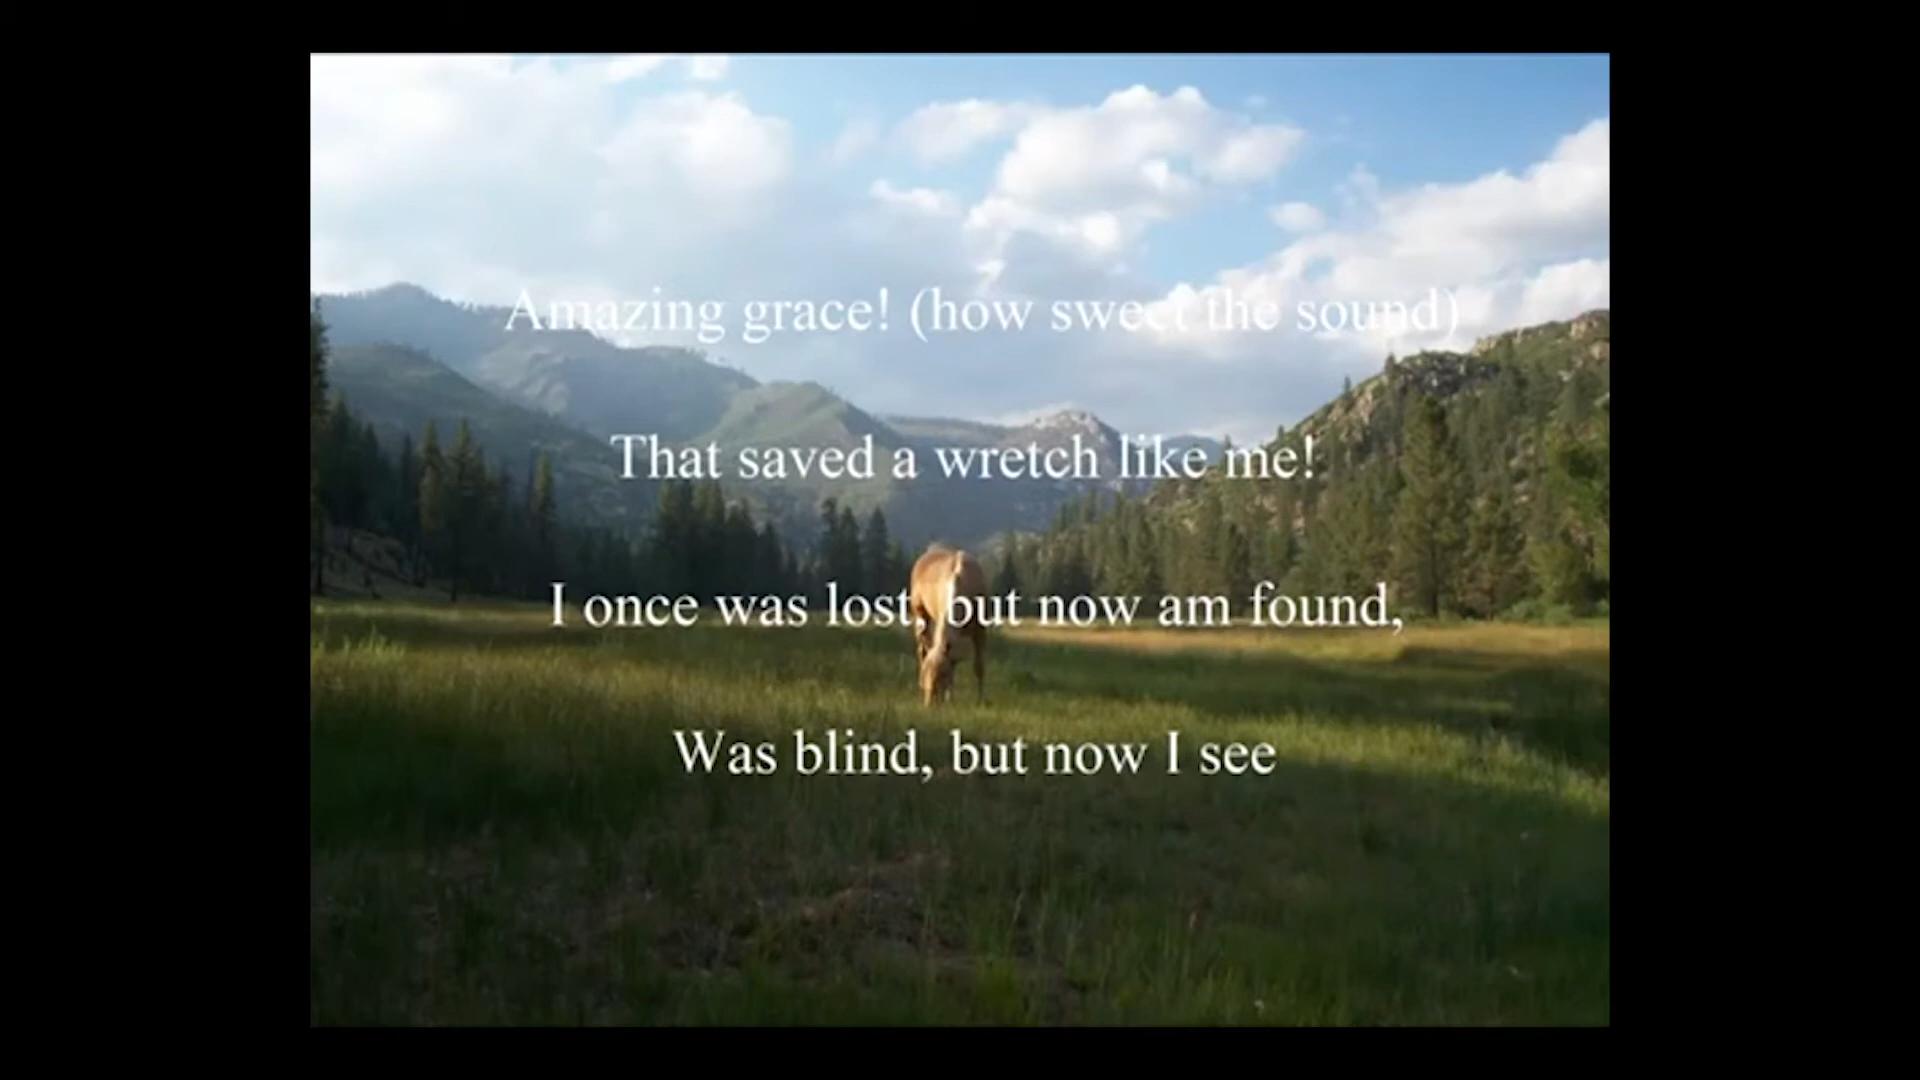 Amazing grace! (how sweet the sound)
That saved a wretch like me!
I once was lost, but now am found,
Was blind, but now I see